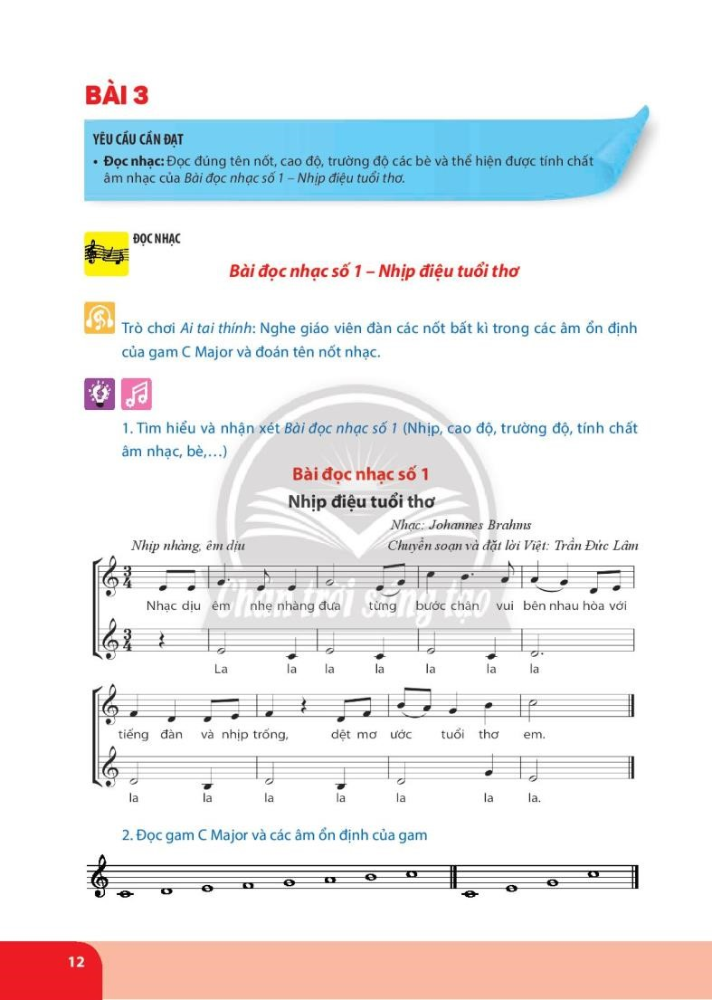 BÀI 3
YÊU CẦU CẦN ĐẠT
• Đọc nhạc: Đọc đúng tên nốt, cao độ, trường độ các bè và thể hiện được tính chất
âm nhạc của Bài đọc nhạc số 1 – Nhịp điệu tuổi thơ.
ĐỌC NHẠC
Bài đọc nhạc số 1 – Nhịp điệu tuổi thơ
Trò chơi Ai tai thính: Nghe giáo viên đàn các nốt bất kì trong các âm ổn định
của gam C Major và đoán tên nốt nhạc.
1. Tìm hiểu và nhận xét Bài đọc nhạc số 1 (Nhịp, cao độ, trường độ, tính chất
âm nhạc, bè,…)
Bài đọc nhạc số 1
Nhịp điệu tuổi thơ
Nhạc: Johannes Brahms
Nhịp nhàng, êm dịu Chuyển soạn và đặt lời Việt: Trần Đức Lâm
3
4
Nhạc dịu êm nhẹ nhàng đưa từng bước chân vui bên nhau hòa với
Chân trời sáng tạo
3
4
La la la la la la la
tiếng đàn và nhịp trống, dệt mơ ước tuổi thơ em.
la la la la la la la.
2. Đọc gam C Major và các âm ổn định của gam
12